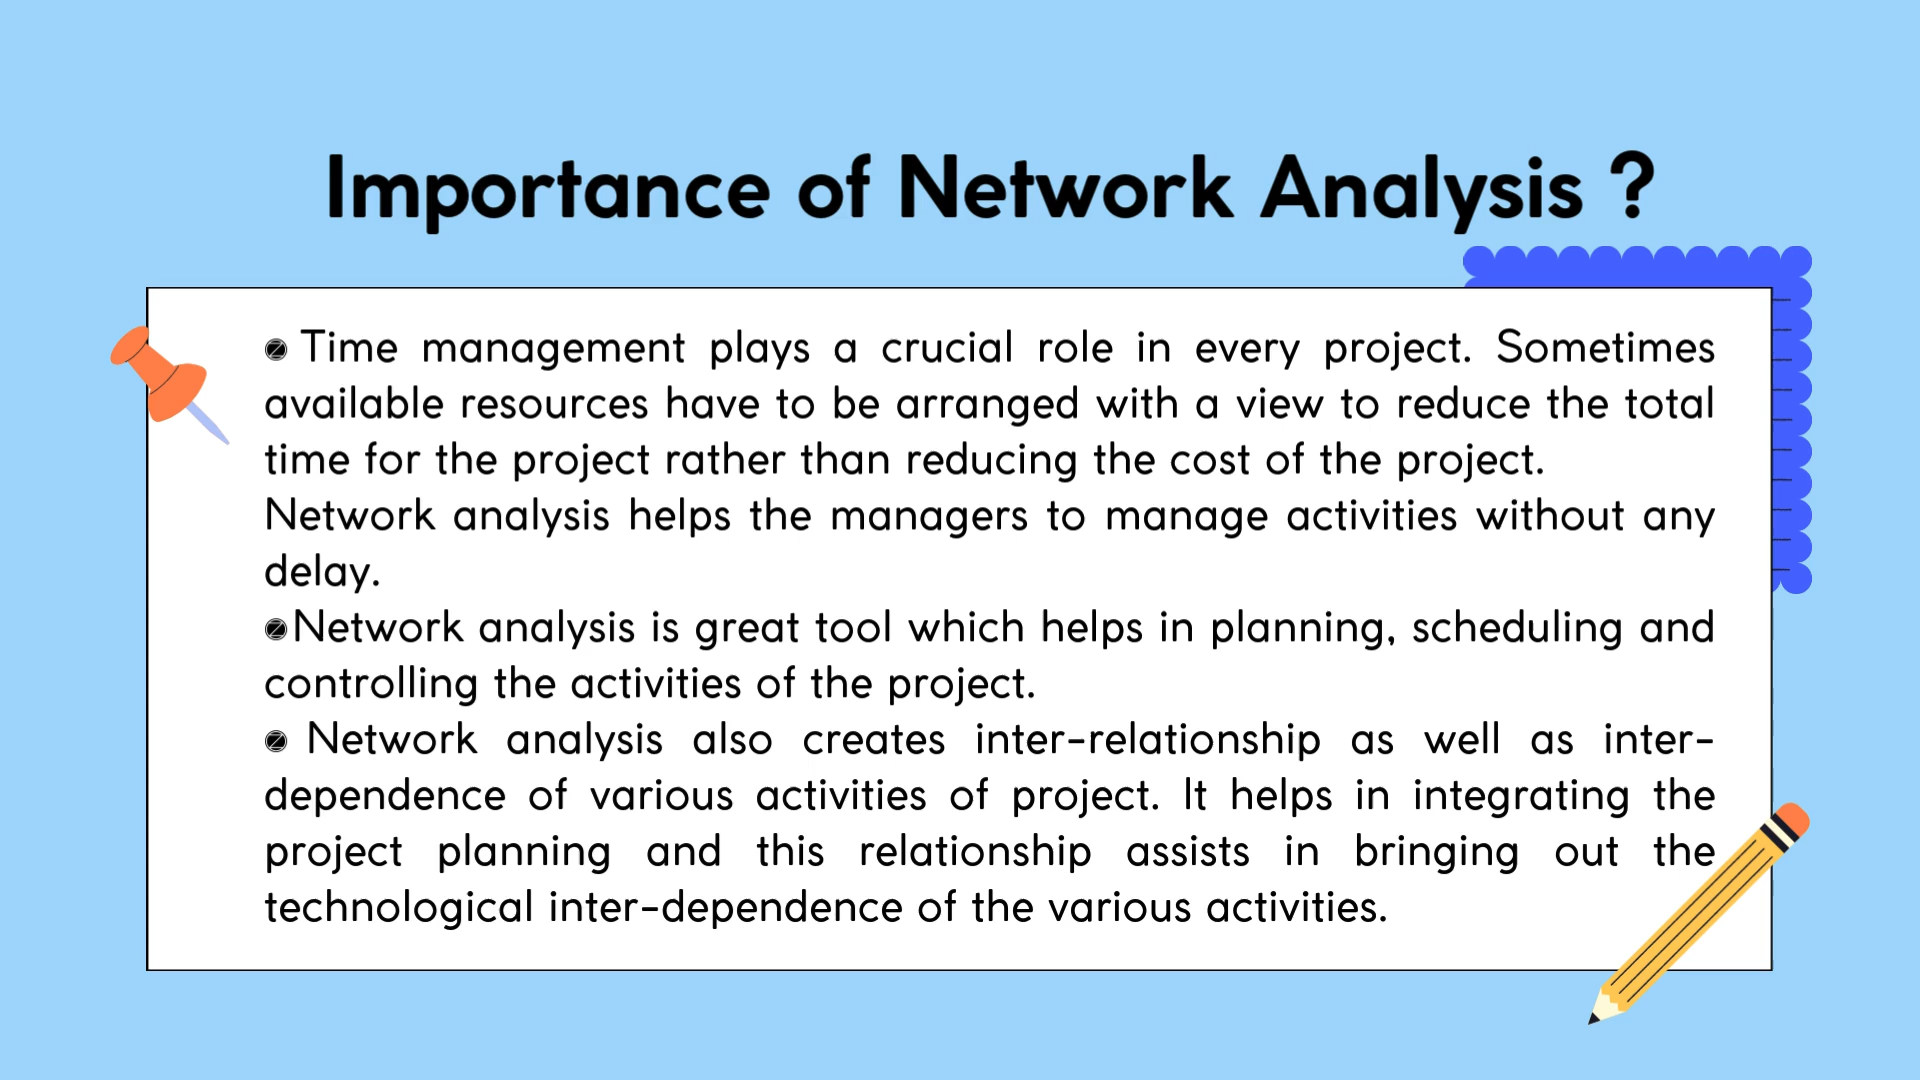 Importance of Network Analysis ?
Time management plays a crucial role in every project. Sometimes
available resources have to be arranged with a view to reduce the total
time for the project rather than reducing the cost of the project.
Network analysis helps the managers to manage activities without any
delay.
Network analysis is great tool which helps in planning, scheduling and
controlling the activities of the project.
Network analysis also creates inter-relationship as well as inter-
dependence of various activities of project. It helps in integrating the
project planning and this relationship assists in bringing out the
technological inter-dependence of the various activities.